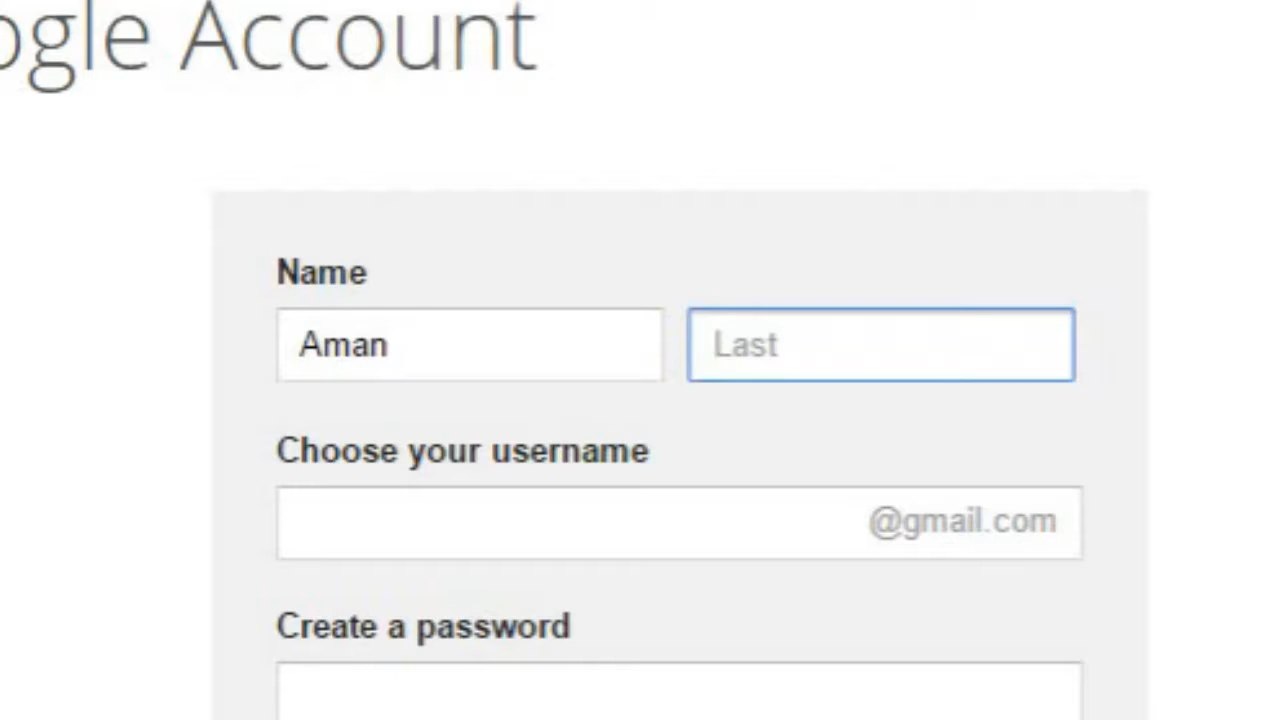 ogle Account
Name
Aman Last
Choose your username
@gmail.com
Create a password